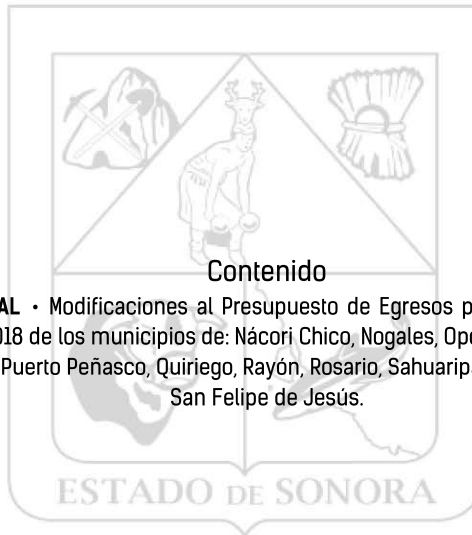 Contenido
AL • Modificaciones al Presupuesto de Egresos p
018 de los municipios de: Nácori Chico, Nogales, Op
Puerto Peñasco, Quiriego, Rayón, Rosario, Sahuarip
San Felipe de Jesús.
ESTADO DE SONORA